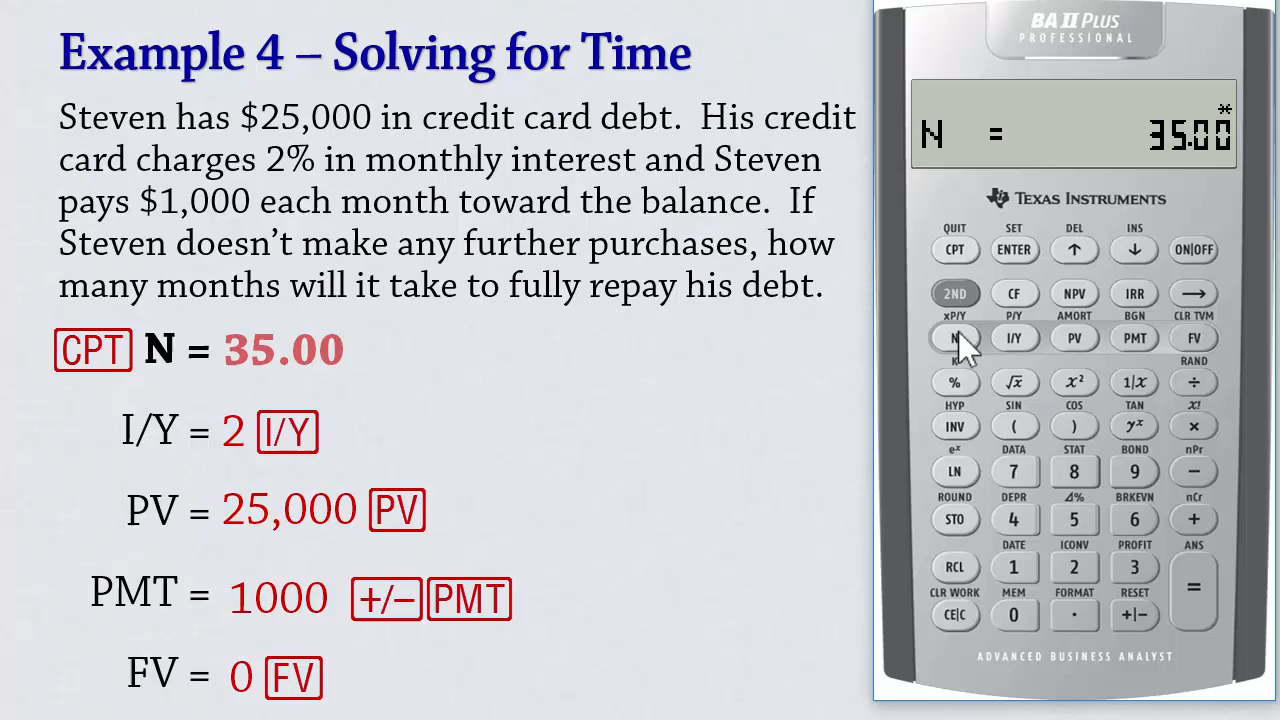 Example 4 – Solving for Time
Steven has $25,000 in credit card debt.  His credit
card charges 2% in monthly interest and Steven
pays $1,000 each month toward the balance.  If
Steven doesn't make any further purchases, how
many months will it take to fully repay his debt.
CPT N = 35.00
I/Y = 2 I/Y
PV = 25,000 PV
PMT = 1000 +/– PMT
FV = 0 FV
BA II PLUS
PROFESSIONAL
*
N = 35.00
TEXAS INSTRUMENTS
QUIT SET DEL INS
CPT ENTER ↑ ↓ ON|OFF
2ND CF NPV IRR →
xP/Y P/Y AMORT BGN CLR TVM
N I/Y PV PMT FV
K RAND
% √x x² 1/x ÷
HYP SIN COS TAN x!
INV ( ) yˣ ×
eˣ DATA STAT BOND nPr
LN 7 8 9 −
ROUND DEPR Δ% BRKEVN nCr
STO 4 5 6 +
DATE ICONV PROFIT ANS
RCL 1 2 3 =
CLR WORK MEM FORMAT RESET
CE|C 0 . +|−
ADVANCED BUSINESS ANALYST